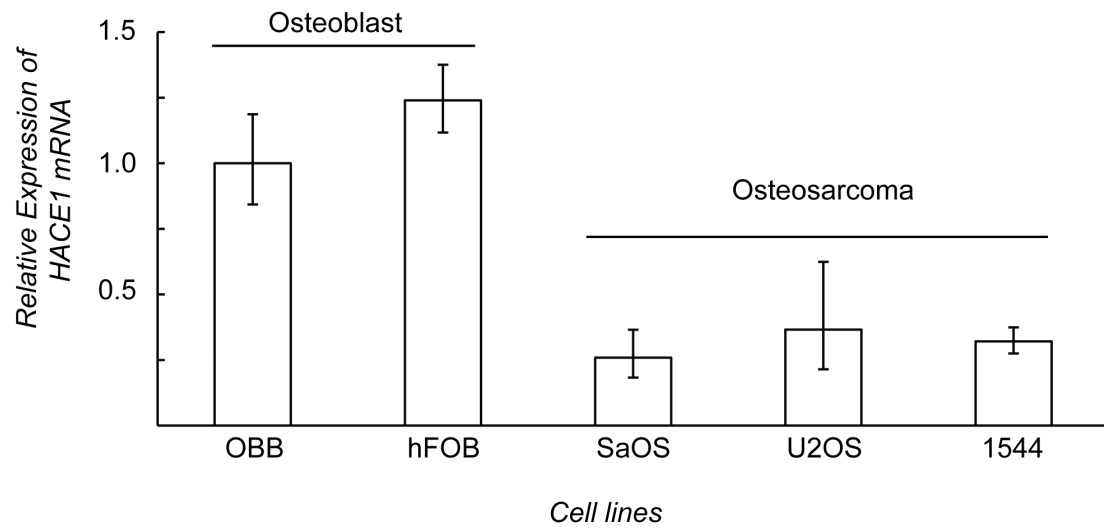 Relative Expression of
HACE1 mRNA
1.5
1.0
0.5
Osteoblast
Osteosarcoma
OBB hFOB SaOS U2OS 1544
Cell lines